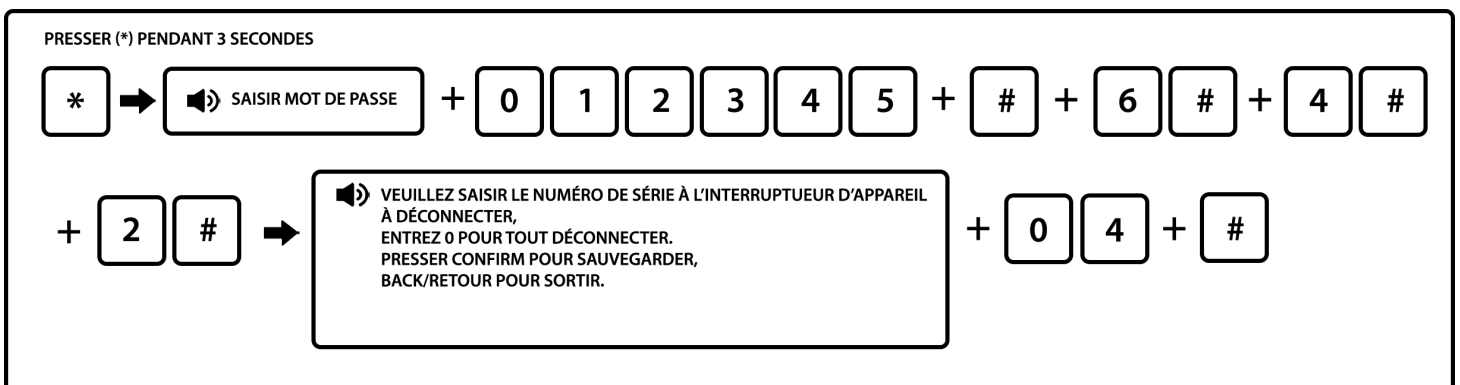 PRESSER (*) PENDANT 3 SECONDES
* SAISIR MOT DE PASSE + 0 1 2 3 4 5 + # + 6 # + 4 #
+ 2 # VEUILLEZ SAISIR LE NUMÉRO DE SÉRIE À L'INTERRUPTUEUR D'APPAREIL
À DÉCONNECTER,
ENTREZ 0 POUR TOUT DÉCONNECTER.
PRESSER CONFIRM POUR SAUVEGARDER,
BACK/RETOUR POUR SORTIR.
+ 0 4 + #